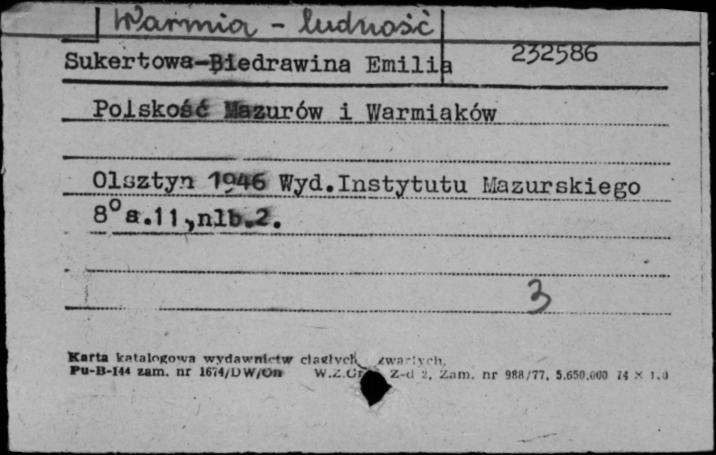 Warmia - ludność
Sukertowa-Biedrawina Emilia 232586
Polskość Mazurów i Warmiaków
Olsztyn 1946 Wyd.Instytutu Mazurskiego
8° s.11,nlb.2.
3
Karta katalogowa wydawnictw ciągłych, zwartych,
Pu-B-144 zam. nr 1674/DW/On W.Z.Gr. Z-d 2, Zam. nr 988/77, 5.650.000 74 ×